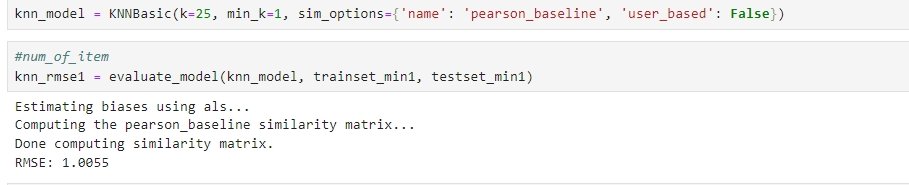 knn_model = KNNBasic(k=25, min_k=1, sim_options={'name': 'pearson_baseline', 'user_based': False})
#num_of_item
knn_rmse1 = evaluate_model(knn_model, trainset_min1, testset_min1)
Estimating biases using als...
Computing the pearson_baseline similarity matrix...
Done computing similarity matrix.
RMSE: 1.0055